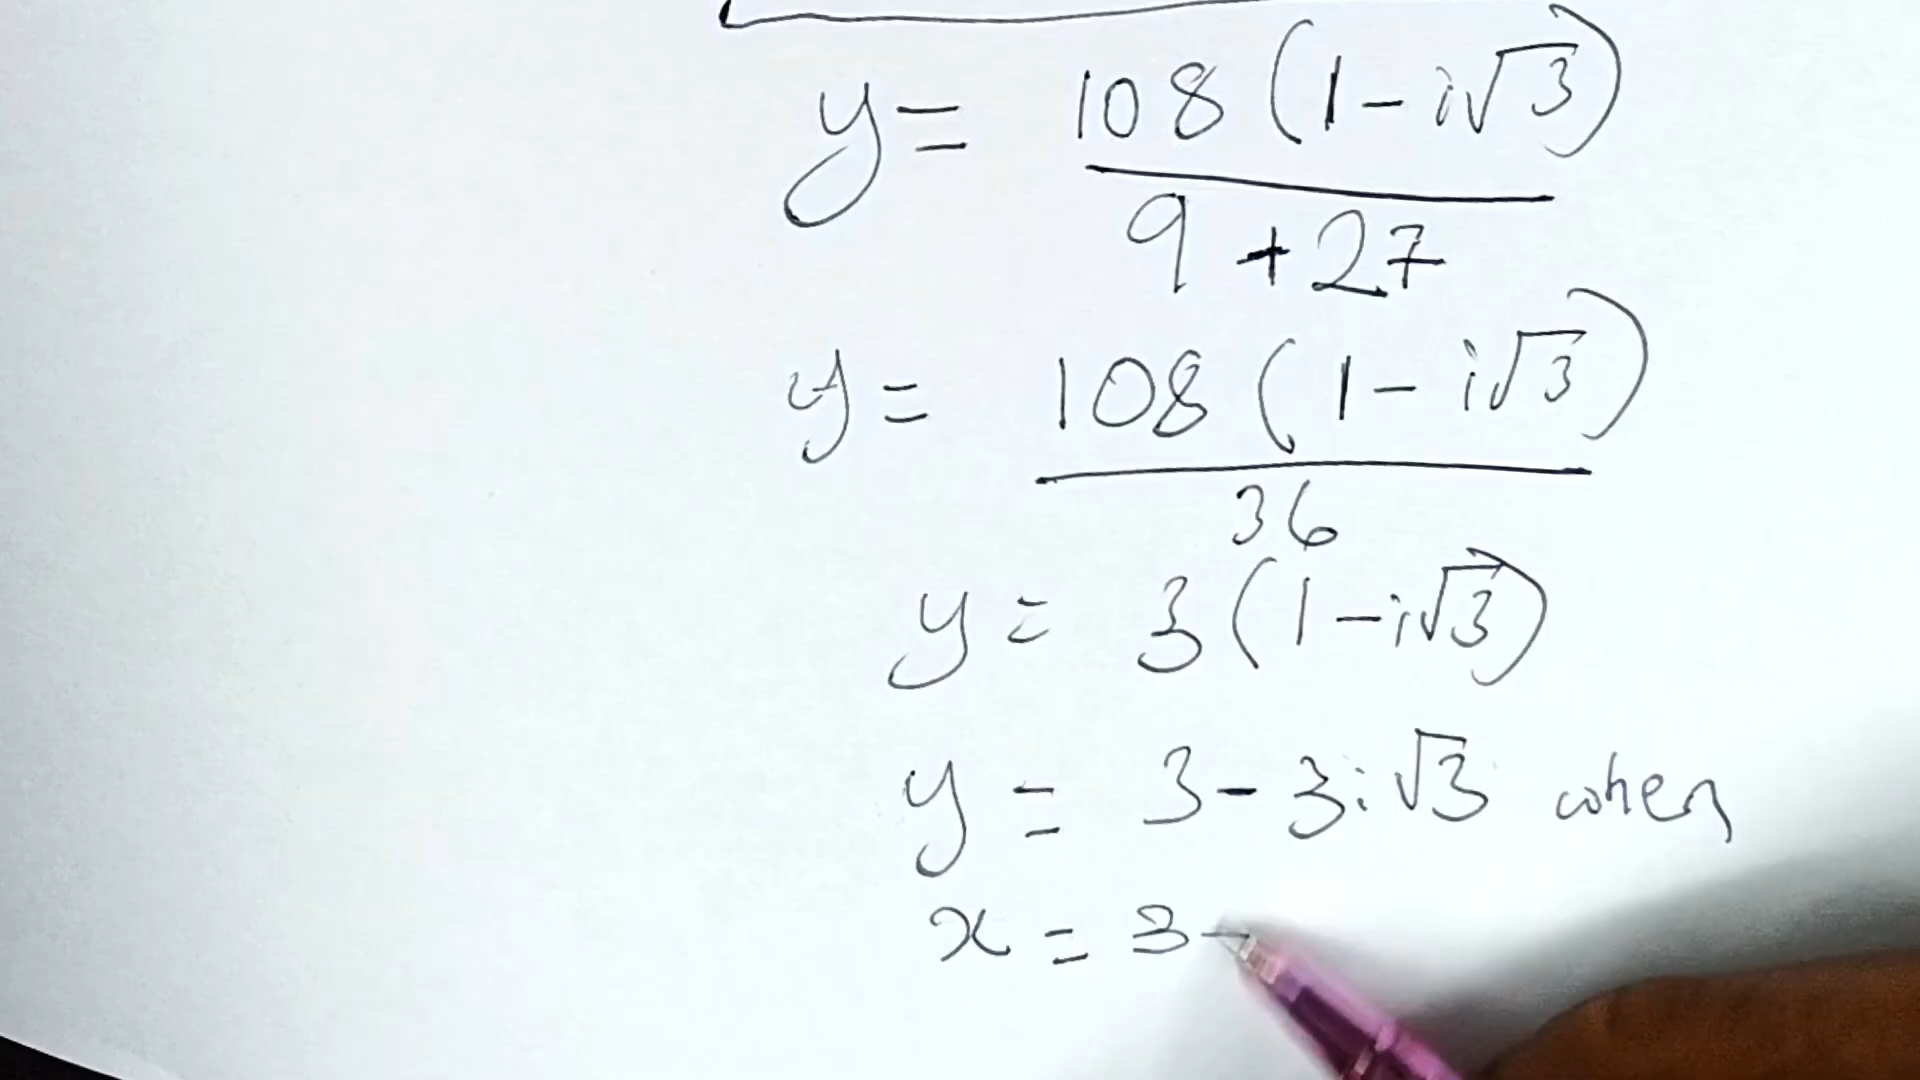 y = 108 (1 - i√3)
9 + 27
y = 108 (1 - i√3)
36
y = 3 (1 - i√3)
y = 3 - 3i√3 when
x = 3 -